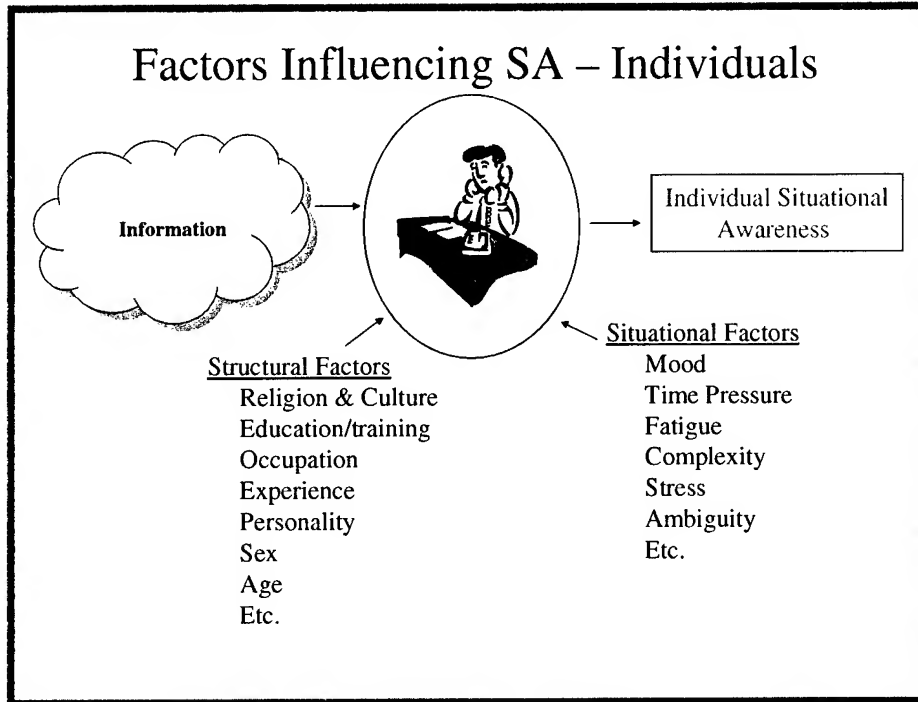 Factors Influencing SA – Individuals
Information
Individual Situational
Awareness
Structural Factors
Religion & Culture
Education/training
Occupation
Experience
Personality
Sex
Age
Etc.
Situational Factors
Mood
Time Pressure
Fatigue
Complexity
Stress
Ambiguity
Etc.